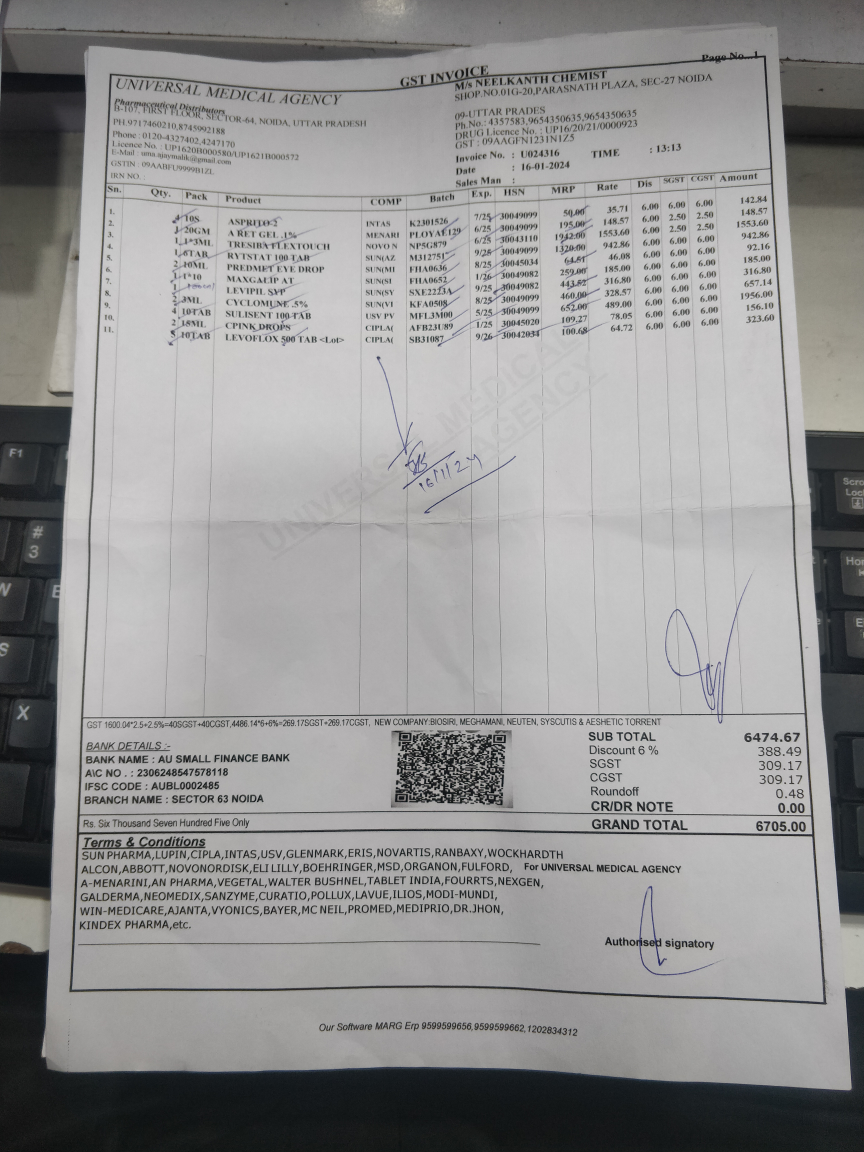 Page No...1
GST INVOICE
UNIVERSAL MEDICAL AGENCY
Pharmaceutical Distributors
B-107, FIRST FLOOR, SECTOR-64, NOIDA, UTTAR PRADESH
PH.9717460210,8745992188
Phone : 0120-4327402,4247170
Licence No. : UP1620B000580/UP1621B000572
E-Mail : ums.ajaymalik@gmail.com
GSTIN : 09AABFU9999B1ZL
IRN NO.
M/s NEELKANTH CHEMIST
SHOP.NO.01G-20,PARASNATH PLAZA, SEC-27 NOIDA
09-UTTAR PRADES
Ph.No.: 4357583,9654350635,9654350635
DRUG Licence No. : UP16/20/21/0000923
GST : 09AAGFN1231N1Z5
Invoice No. : U024316 TIME : 13:13
Date : 16-01-2024
Sales Man :
Sn. Qty. Pack Product COMP Batch Exp. HSN MRP Rate Dis SGST CGST Amount
1. 4 10S ASPRITO 2 INTAS K2301526 7/25 30049099 50.00 35.71 6.00 6.00 6.00 142.84
2. 1 20GM A RET GEL .1% MENARI PLOYAE129 6/25 30049099 195.00 148.57 6.00 2.50 2.50 148.57
3. 1 1*3ML TRESIBA FLEXTOUCH NOVO N NP5G879 6/25 30043110 1942.00 1553.60 6.00 6.00 6.00 1553.60
4. 1 6TAB RYTSTAT 100 TAB SUN(AZ M312751 9/25 30049099 1320.00 942.86 6.00 6.00 6.00 942.86
5. 2 10ML PREDMET EYE DROP SUN(MI FHA0636 8/25 30045034 64.51 46.08 6.00 6.00 6.00 92.16
6. 1 1*10 MAXGALIP AT SUN(SI FHA0652 1/26 30049082 259.00 185.00 6.00 6.00 6.00 185.00
7. 1 LEVIPIL SYP SUN(SY SXE2223A 9/25 30049082 443.52 316.80 6.00 6.00 6.00 316.80
8. 2 3ML CYCLOMUNE .5% SUN(VI KFA0508 8/25 30049099 460.00 328.57 6.00 6.00 6.00 657.14
9. 4 10TAB SULISENT 100 TAB USV PV MFL3M00 5/25 30049099 652.00 489.00 6.00 6.00 6.00 1956.00
10. 2 15ML CPINK DROPS CIPLA( AFB23U89 1/25 30045020 109.27 78.05 6.00 6.00 6.00 156.10
11. 5 10TAB LEVOFLOX 500 TAB <Lot> CIPLA( SB31087 9/26 30042034 100.68 64.72 6.00 6.00 6.00 323.60
UNIVERSAL MEDICAL AGENCY
16/1/24
GST 1600.04*2.5+2.5%=40SGST+40CGST,4486.14*6+6%=269.17SGST+269.17CGST, NEW COMPANY:BIOSIRI, MEGHAMANI, NEUTEN, SYSCUTIS & AESHETIC TORRENT
BANK DETAILS :-
BANK NAME : AU SMALL FINANCE BANK
A\C NO . : 2306248547578118
IFSC CODE : AUBL0002485
BRANCH NAME : SECTOR 63 NOIDA
SUB TOTAL 6474.67
Discount 6 % 388.49
SGST 309.17
CGST 309.17
Roundoff 0.48
CR/DR NOTE 0.00
Rs. Six Thousand Seven Hundred Five Only
GRAND TOTAL 6705.00
Terms & Conditions
SUN PHARMA,LUPIN,CIPLA,INTAS,USV,GLENMARK,ERIS,NOVARTIS,RANBAXY,WOCKHARDTH
ALCON,ABBOTT,NOVONORDISK,ELI LILLY,BOEHRINGER,MSD,ORGANON,FULFORD, For UNIVERSAL MEDICAL AGENCY
A-MENARINI,AN PHARMA,VEGETAL,WALTER BUSHNEL,TABLET INDIA,FOURRTS,NEXGEN,
GALDERMA,NEOMEDIX,SANZYME,CURATIO,POLLUX,LAVUE,ILIOS,MODI-MUNDI,
WIN-MEDICARE,AJANTA,VYONICS,BAYER,MC NEIL,PROMED,MEDIPRIO,DR.JHON,
KINDEX PHARMA,etc.
Authorised signatory
Our Software MARG Erp 9599599656,9599599662,1202834312